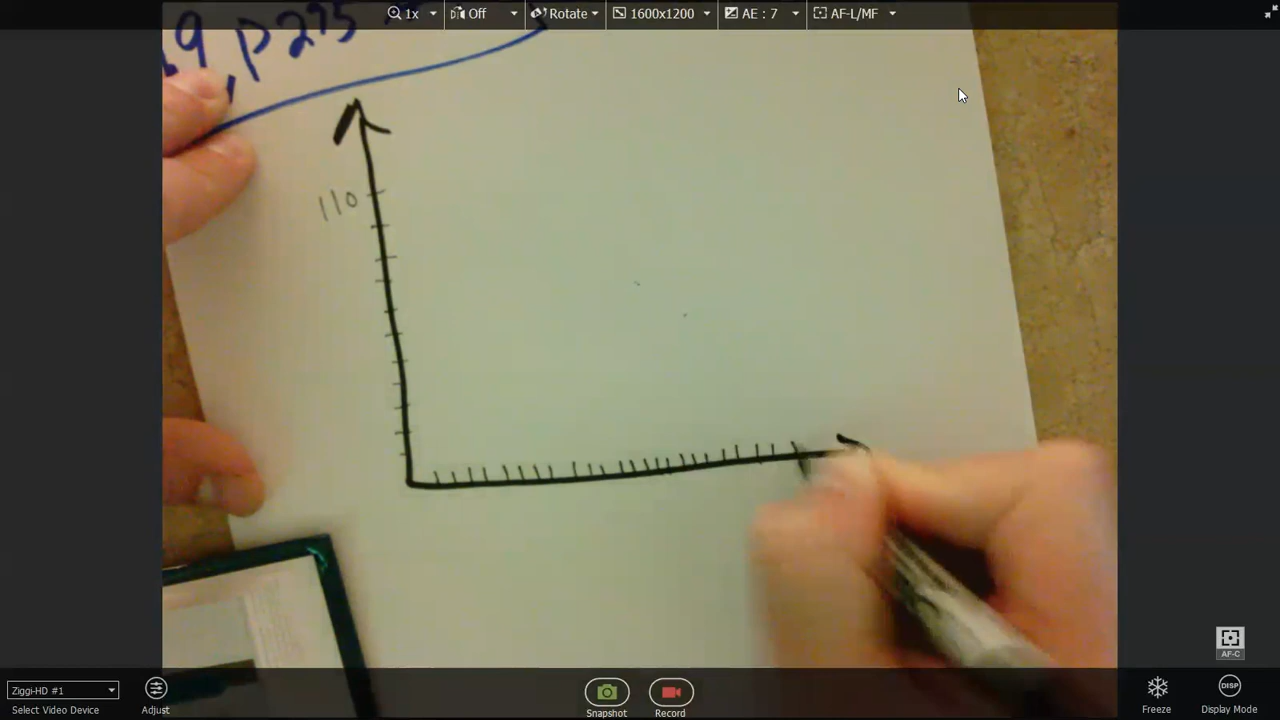 1x Off Rotate 1600x1200 AE : 7 AF-L/MF
9, p 295
110
AF-C
Ziggi-HD #1
Select Video Device Adjust Snapshot Record Freeze DISP Display Mode